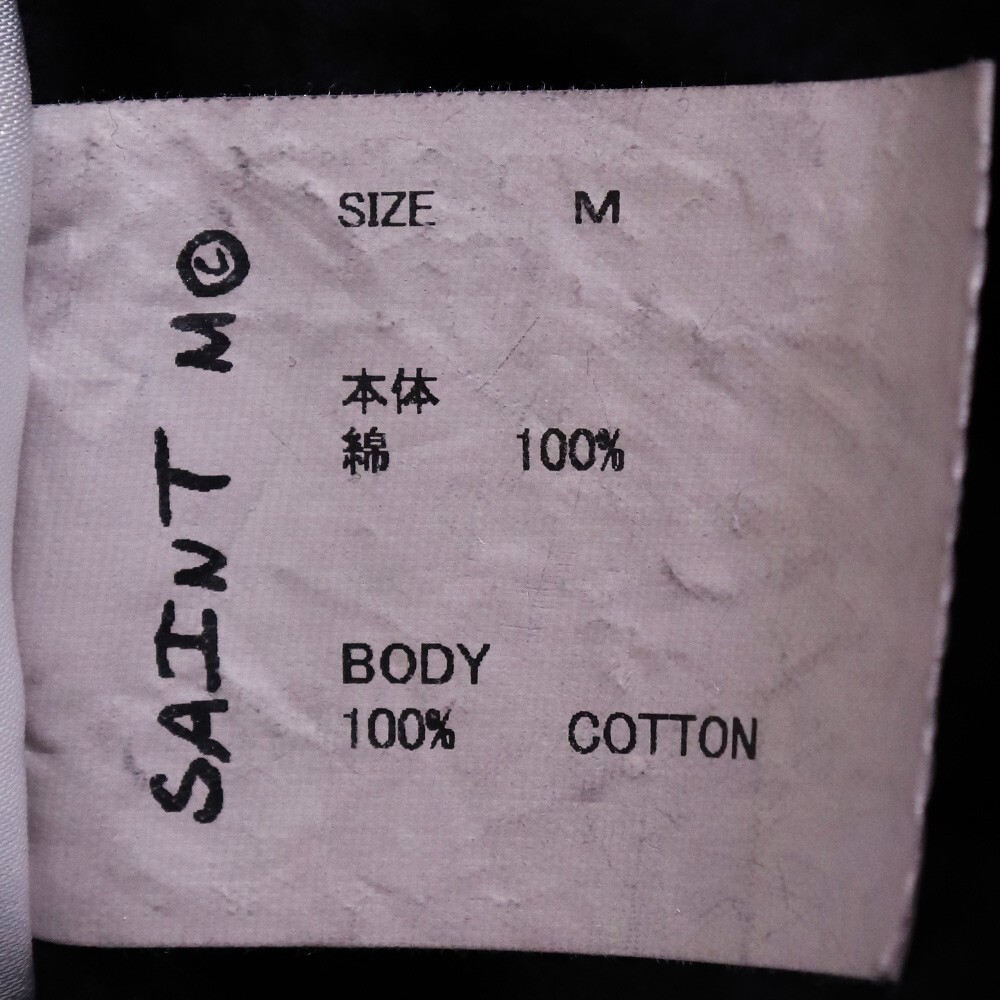 SAINT M©
SIZE M
本体
綿 100%
BODY
100% COTTON